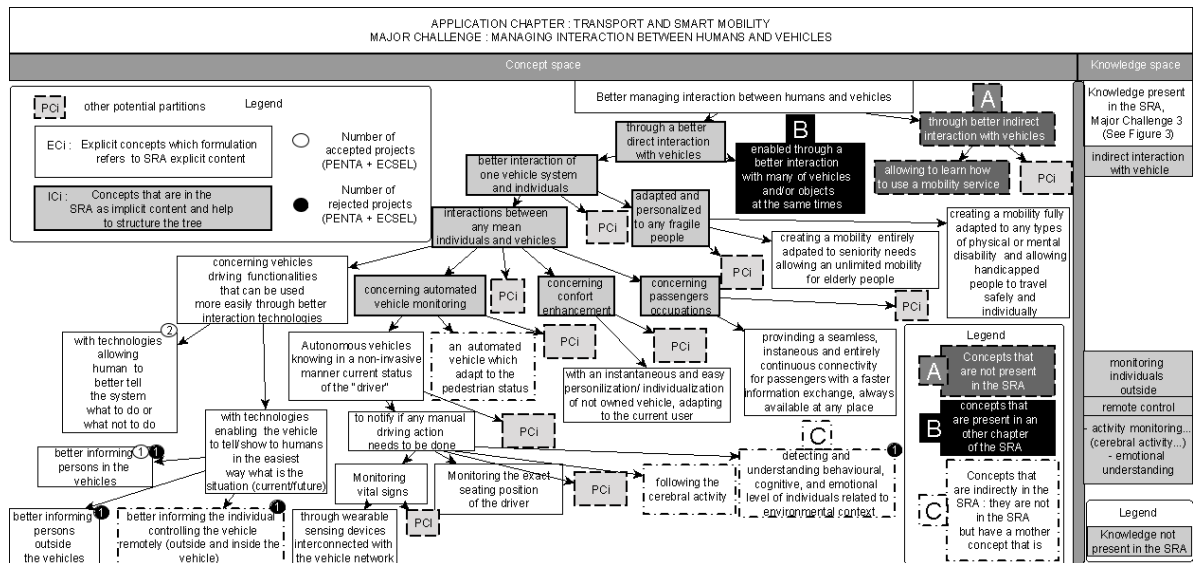 APPLICATION CHAPTER : TRANSPORT AND SMART MOBILITY
MAJOR CHALLENGE : MANAGING INTERACTION BETWEEN HUMANS AND VEHICLES
Concept space
Knowledge space
PCi
other potential partitions
Legend
ECi : Explicit concepts which formulation
refers to SRA explicit content
Number of
accepted projects
(PENTA + ECSEL)
ICi : Concepts that are in the
SRA as implicit content and help
to structure the tree
Number of
rejected projects
(PENTA + ECSEL)
Better managing interaction between humans and vehicles
through a better
direct interaction
with vehicles
B
enabled through a
better interaction
with many of vehicles
and/or objects
at the same times
A
through better indirect
interaction with vehicles
allowing to learn how
to use a mobility service
PCi
better interaction of
one vehicle system
and individuals
interactions between
any mean
individuals and vehicles
PCi
adapted and
personalized
to any fragile
people
PCi
creating a mobility entirely
adpated to seniority needs
allowing an unlimited mobility
for elderly people
creating a mobility fully
adapted to any types
of physical or mental
disability and allowing
handicapped
people to travel
safely and
individually
concerning vehicles
driving functionalities
that can be used
more easily through better
interaction technologies
concerning automated
vehicle monitoring
PCi
concerning
confort
enhancement
concerning
passengers
occupations
PCi
2
with technologies
allowing
human to
better tell
the system
what to do or
what not to do
Autonomous vehicles
knowing in a non-invasive
manner current status
of the "driver"
an automated
vehicle which
adapt to the
pedestrian status
PCi
PCi
with an instantaneous and easy
personilization/ individualization
of not owned vehicle, adapting
to the current user
provinding a seamless,
instaneous and entirely
continuous connectivity
for passengers with a faster
information exchange, always
available at any place
with technologies
enabling the vehicle
to tell/show to humans
in the easiest
way what is the
situation (current/future)
to notify if any manual
driving action
needs to be done
PCi
1
1
better informing
persons in the
vehicles
1
better informing
persons
outside
the vehicles
1
better informing the individual
controlling the vehicle
remotely (outside and inside the
vehicle)
Monitoring
vital signs
through wearable
sensing devices
interconnected with
the vehicle network
PCi
Monitoring the exact
seating position
of the driver
PCi
following the
cerebral activity
C
1
detecting and
understanding behavioural,
cognitive, and emotional
level of individuals related to
environmental context
Legend
A
Concepts that
are not present
in the SRA
B
concepts that
are present in an
other chapter
of the SRA
C
Concepts that
are indirectly in the
SRA : they are not
in the SRA
but have a mother
concept that is
Knowledge present
in the SRA,
Major Challenge 3
(See Figure 3)
indirect interaction
with vehicle
monitoring
individuals
outside
remote control
- activity monitoring...
(cerebral activity...)
- emotional
understanding
Legend
Knowledge not
present in the SRA